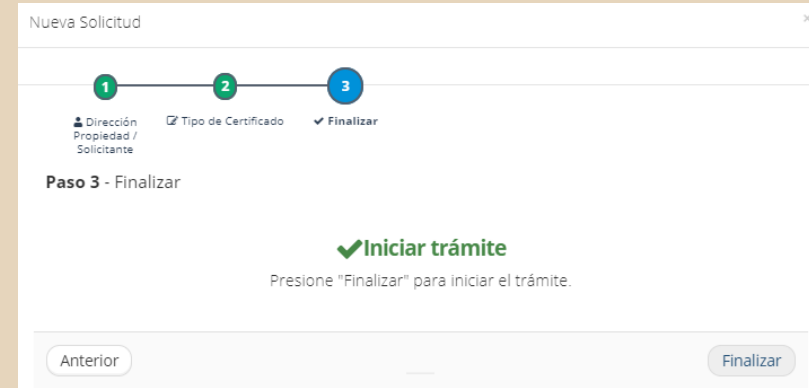 Nueva Solicitud
×
1
2
3
Dirección
Propiedad /
Solicitante
Tipo de Certificado
Finalizar
Paso 3 - Finalizar
Iniciar trámite
Presione "Finalizar" para iniciar el trámite.
Anterior
Finalizar